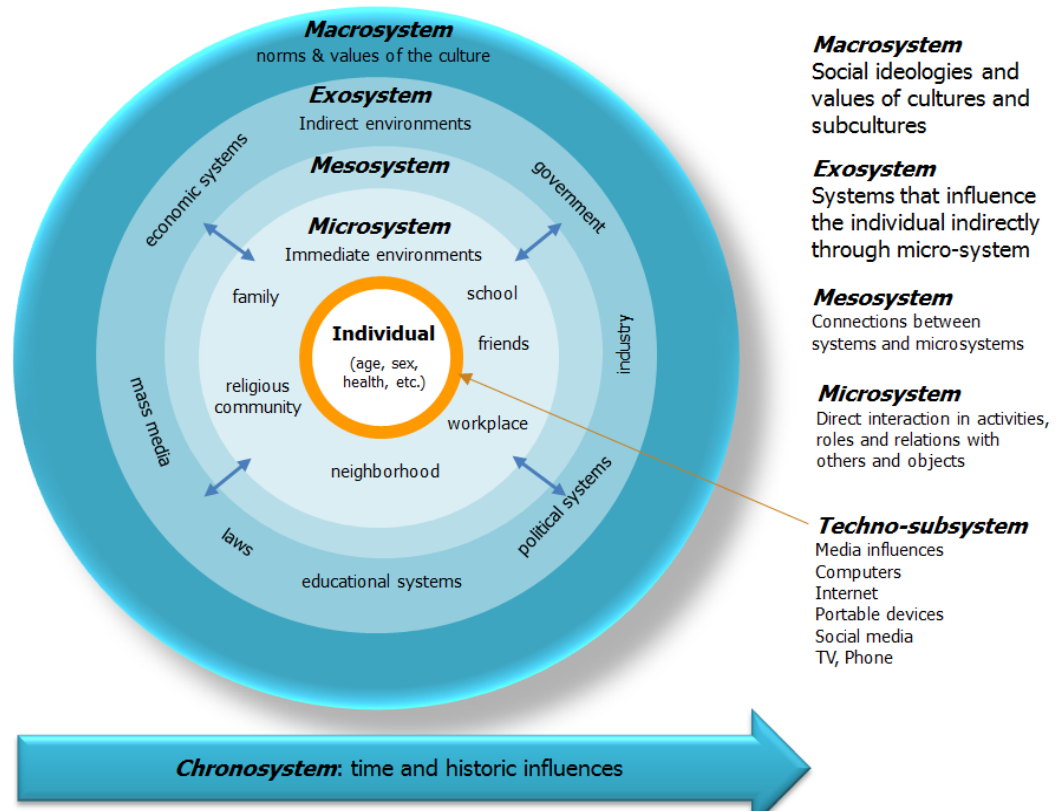 Macrosystem
norms & values of the culture
Exosystem
Indirect environments
Mesosystem
Microsystem
Immediate environments
economic systems
government
family
school
Individual
(age, sex,
health, etc.)
friends
industry
religious
community
mass media
workplace
neighborhood
laws
political systems
educational systems
Macrosystem
Social ideologies and
values of cultures and
subcultures
Exosystem
Systems that influence
the individual indirectly
through micro-system
Mesosystem
Connections between
systems and microsystems
Microsystem
Direct interaction in activities,
roles and relations with
others and objects
Techno-subsystem
Media influences
Computers
Internet
Portable devices
Social media
TV, Phone
Chronosystem: time and historic influences